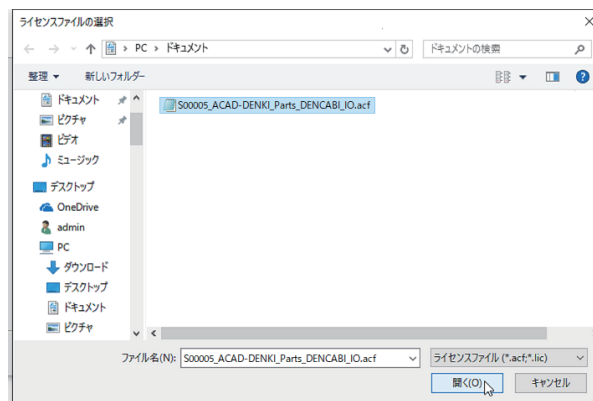 ライセンスファイルの選択
PC › ドキュメント
ドキュメントの検索
整理 新しいフォルダー
ドキュメント
ピクチャ
ビデオ
ミュージック
デスクトップ
OneDrive
admin
PC
ダウンロード
デスクトップ
ドキュメント
ピクチャ
S00005_ACAD-DENKI_Parts_DENCABI_IO.acf
ファイル名(N): S00005_ACAD-DENKI_Parts_DENCABI_IO.acf
ライセンスファイル (*.acf;*.lic)
開く(O) キャンセル